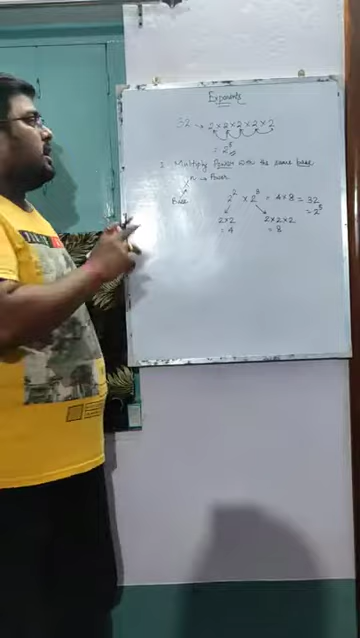 Exponents
32 → 2 × 2 × 2 × 2 × 2
= 2⁵
1. Multiply Power with the same base
n → Power
Base
2² × 2³ = 4 × 8 = 32
= 2⁵
2×2 2×2×2
= 4 = 8